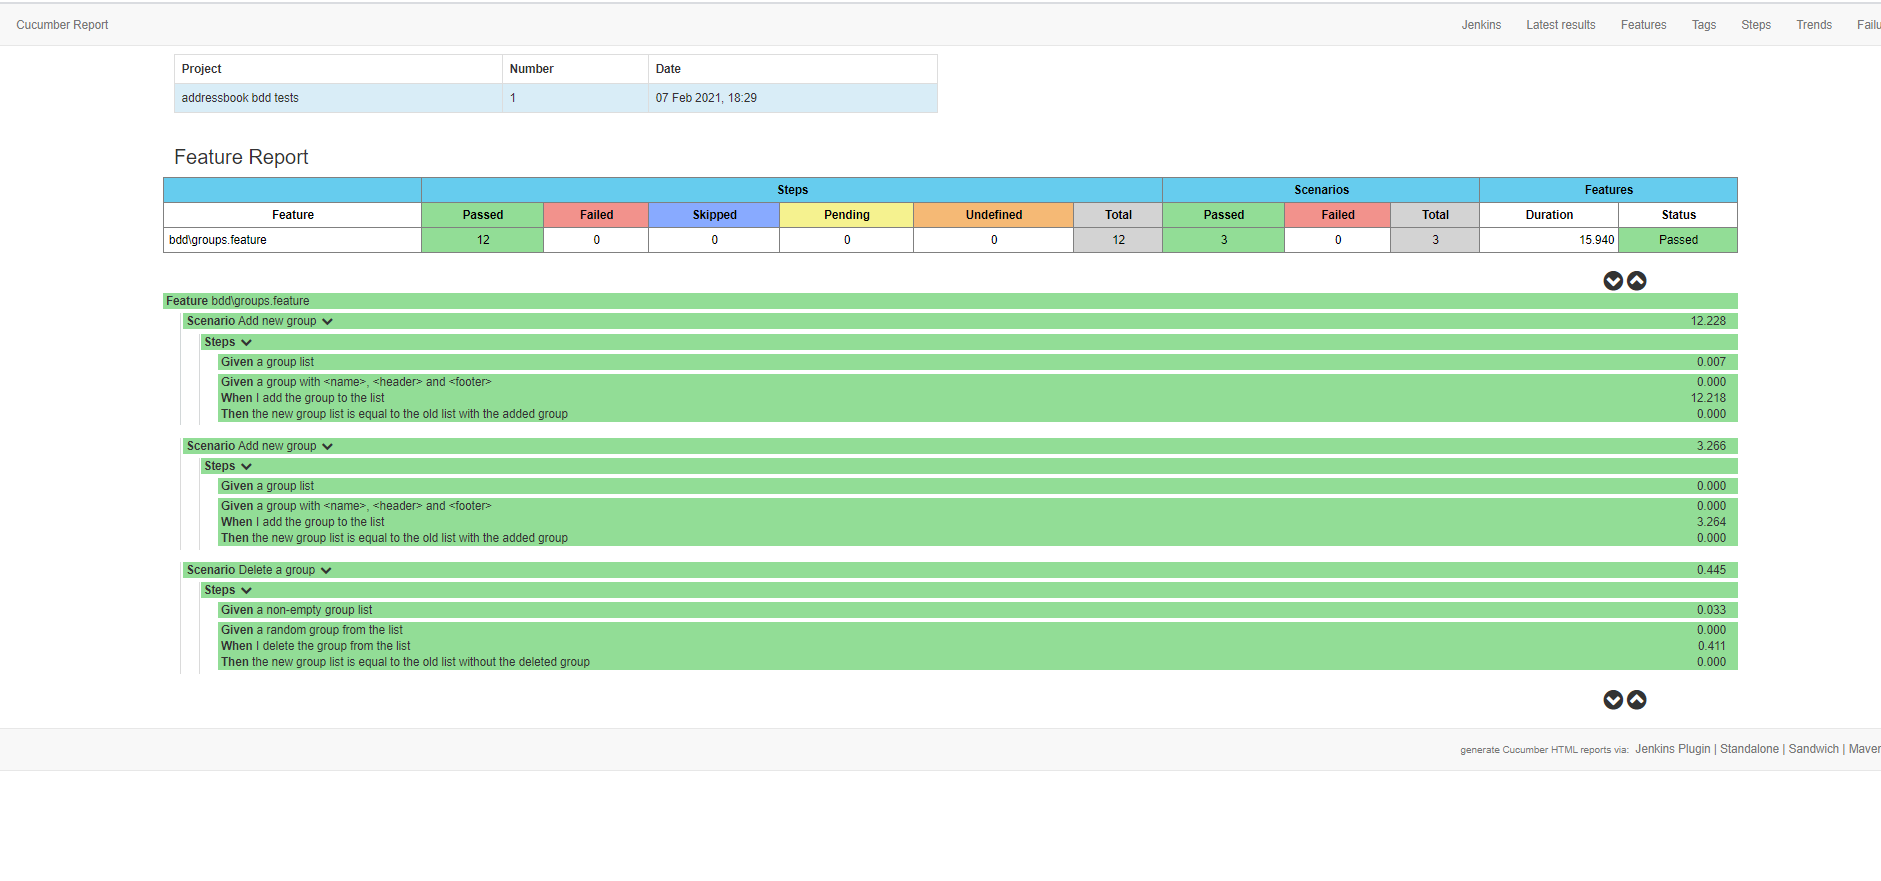 Cucumber Report Jenkins Latest results Features Tags Steps Trends Failu
Project Number Date
addressbook bdd tests 1 07 Feb 2021, 18:29
Feature Report
Steps Scenarios Features
Feature Passed Failed Skipped Pending Undefined Total Passed Failed Total Duration Status
bdd\groups.feature 12 0 0 0 0 12 3 0 3 15.940 Passed
Feature bdd\groups.feature
Scenario Add new group 12.228
Steps
Given a group list 0.007
Given a group with <name>, <header> and <footer> 0.000
When I add the group to the list 12.218
Then the new group list is equal to the old list with the added group 0.000
Scenario Add new group 3.266
Steps
Given a group list 0.000
Given a group with <name>, <header> and <footer> 0.000
When I add the group to the list 3.264
Then the new group list is equal to the old list with the added group 0.000
Scenario Delete a group 0.445
Steps
Given a non-empty group list 0.033
Given a random group from the list 0.000
When I delete the group from the list 0.411
Then the new group list is equal to the old list without the deleted group 0.000
generate Cucumber HTML reports via: Jenkins Plugin | Standalone | Sandwich | Maven